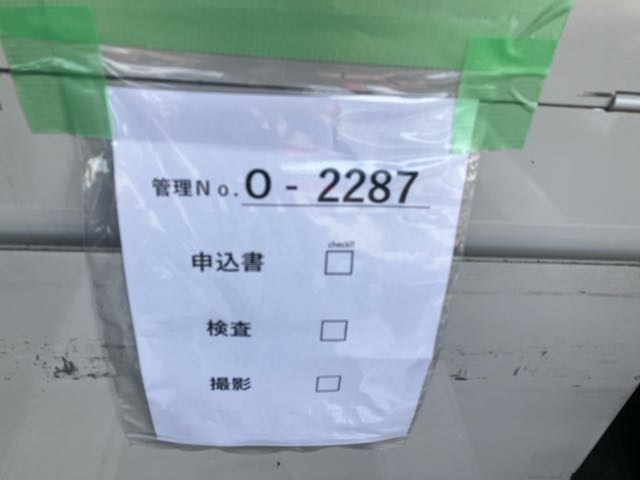 管理No. O - 2287
check!!
申込書 □
検査 □
撮影 □